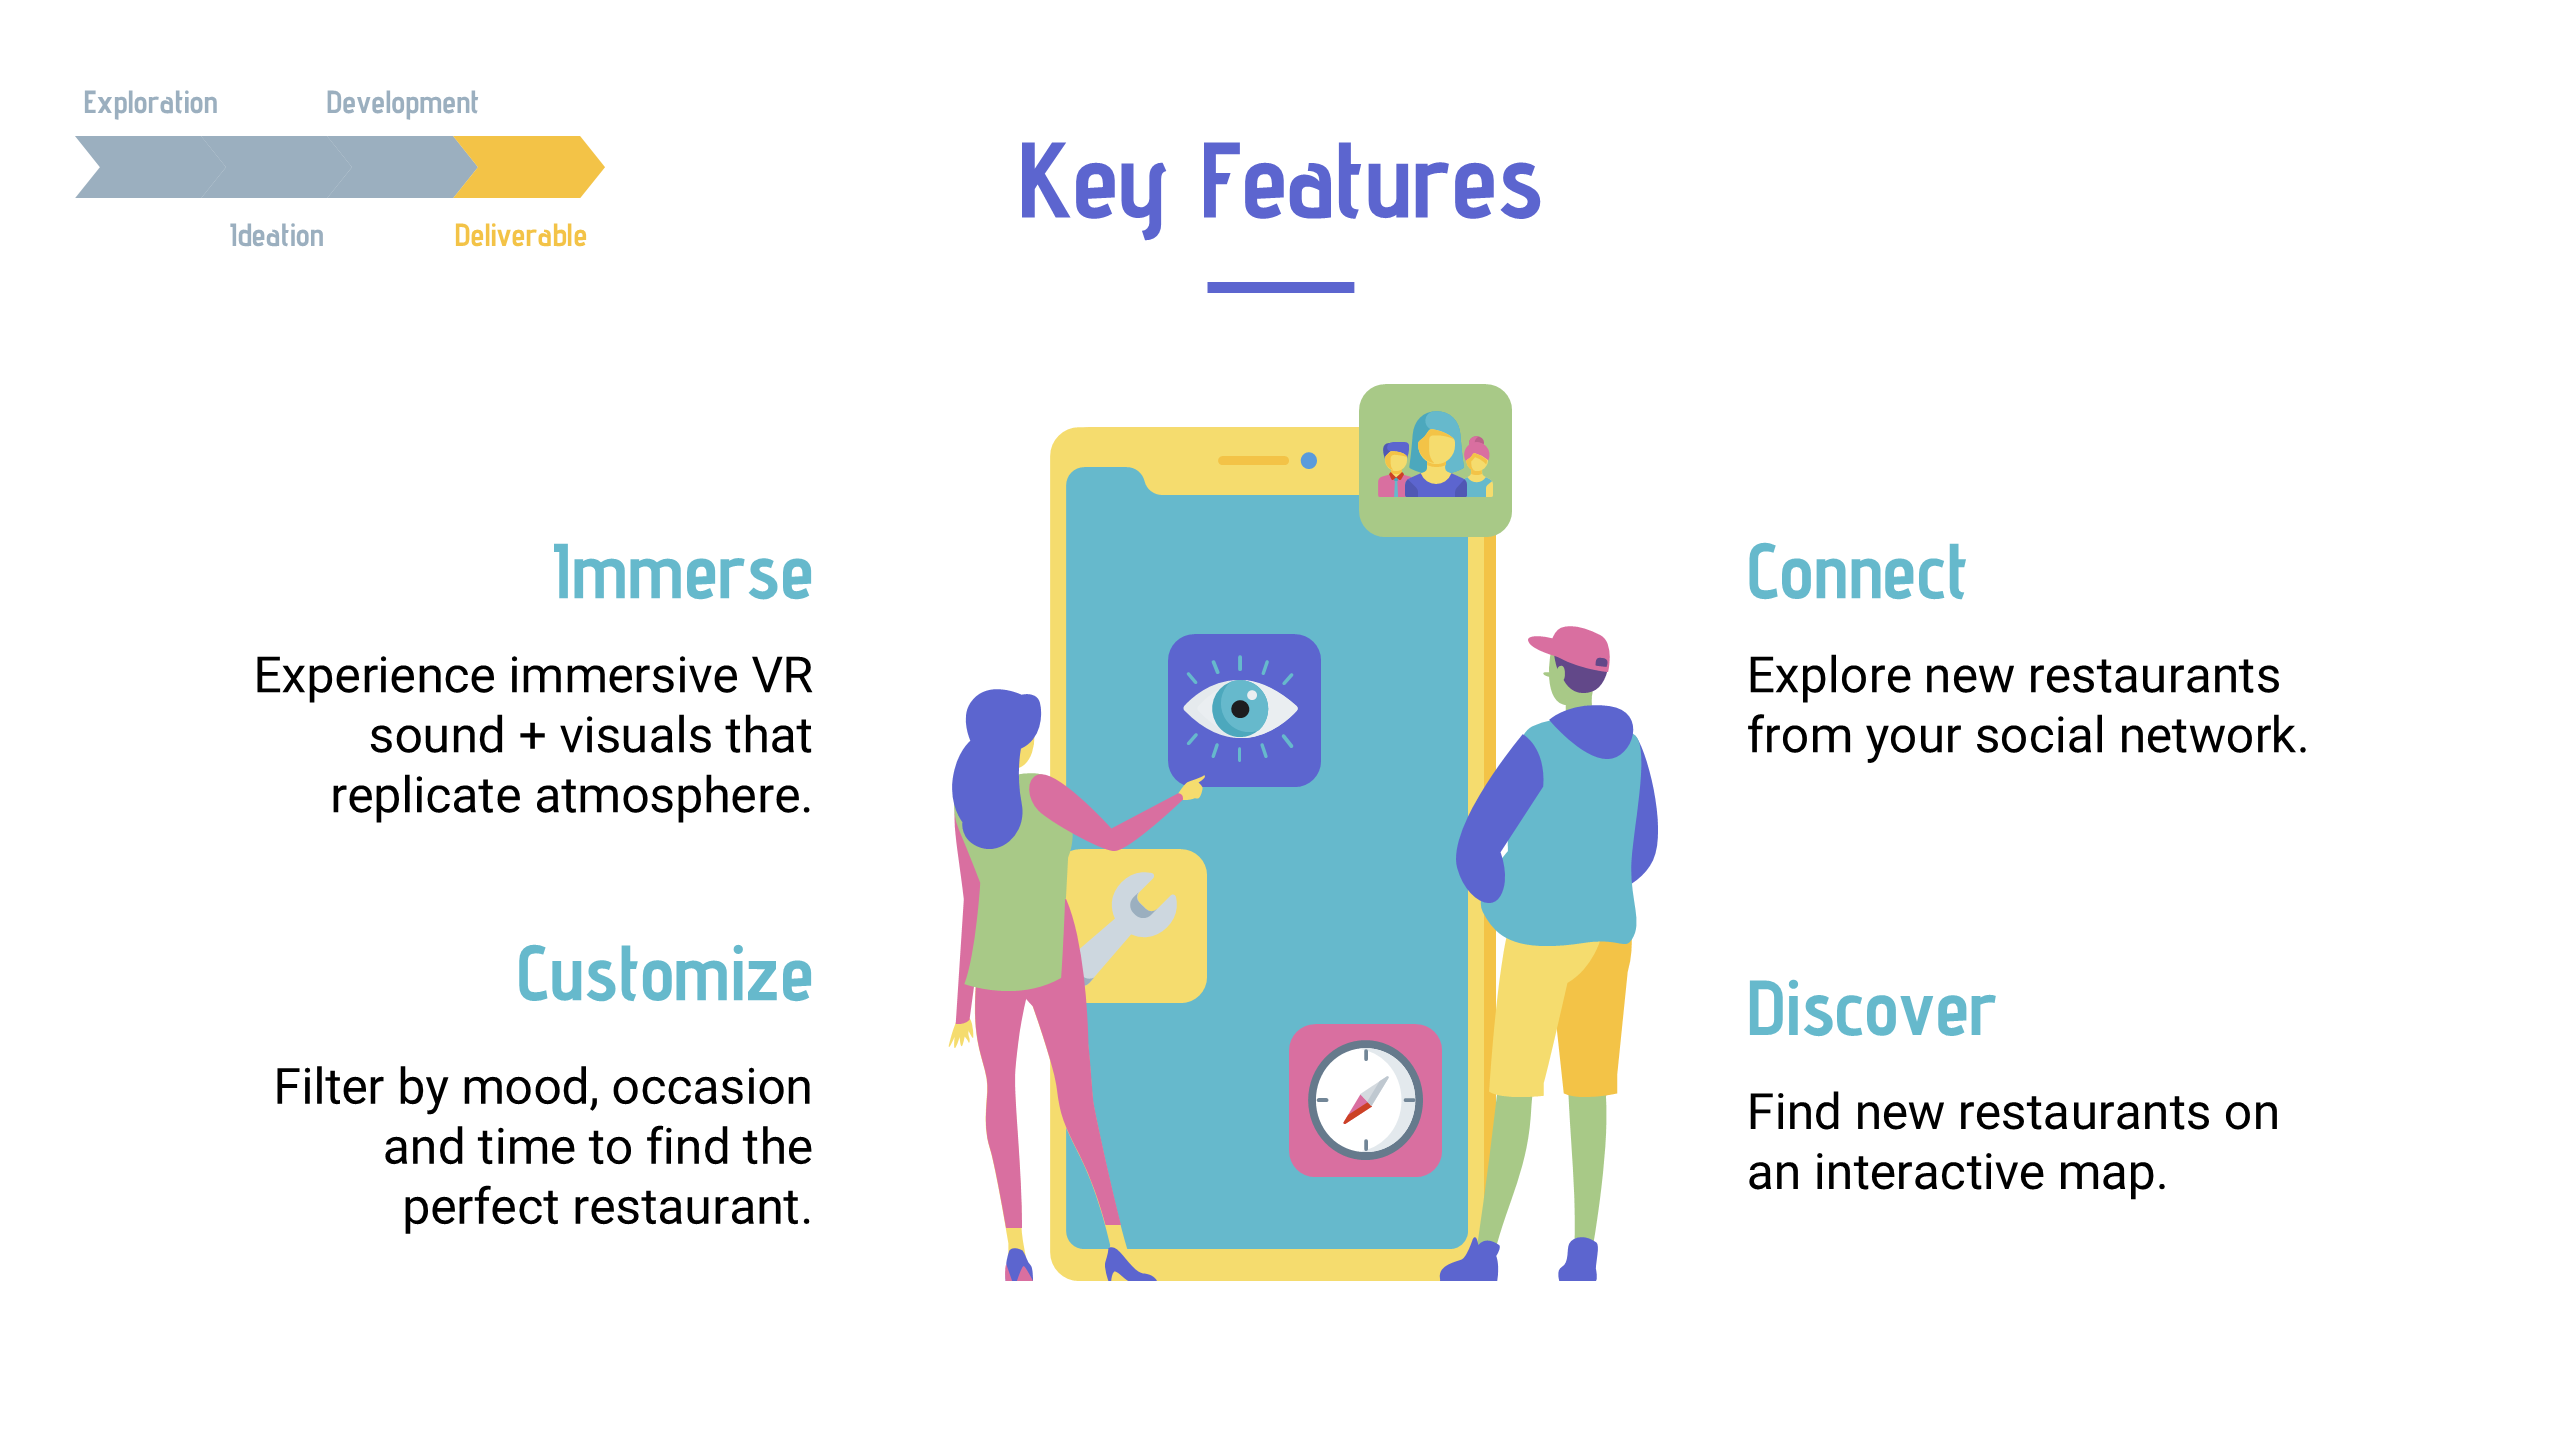 Exploration
Development
Ideation
Deliverable
Key Features
Immerse
Experience immersive VR
sound + visuals that
replicate atmosphere.
Customize
Filter by mood, occasion
and time to find the
perfect restaurant.
Connect
Explore new restaurants
from your social network.
Discover
Find new restaurants on
an interactive map.